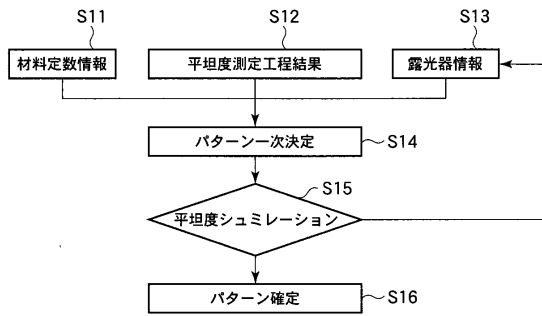 S11
S12
S13
材料定数情報
平坦度測定工程結果
露光器情報
パターン一次決定
S14
S15
平坦度シュミレーション
パターン確定
S16